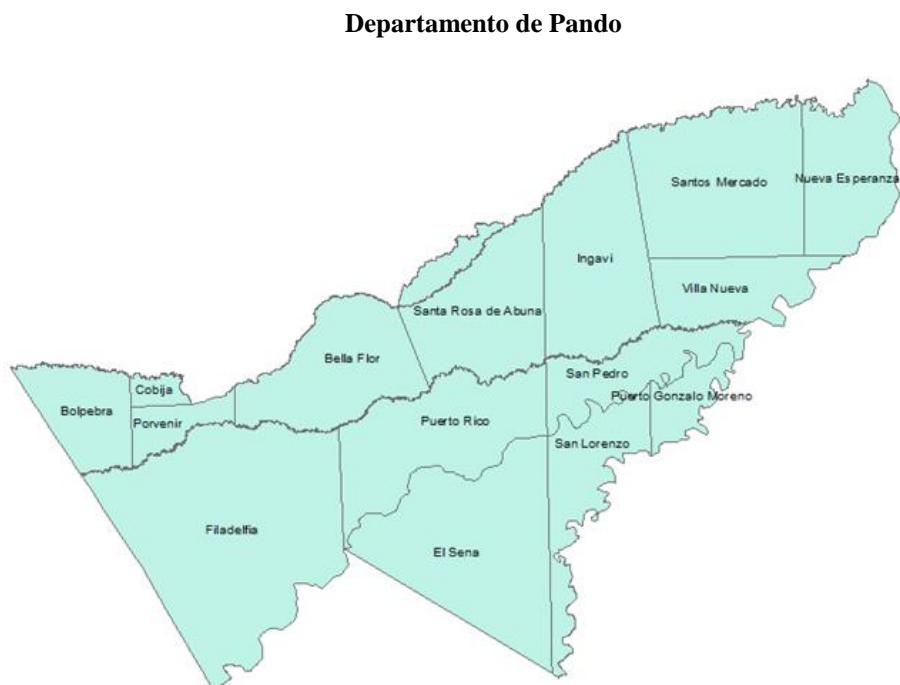 Departamento de Pando
Santos Mercado
Nueva Esperanza
Ingavi
Villa Nueva
Santa Rosa de Abuna
Bella Flor
San Pedro
Cobija
Puerto Gonzalo Moreno
Bolpebra
Porvenir
Puerto Rico
San Lorenzo
Filadelfia
El Sena